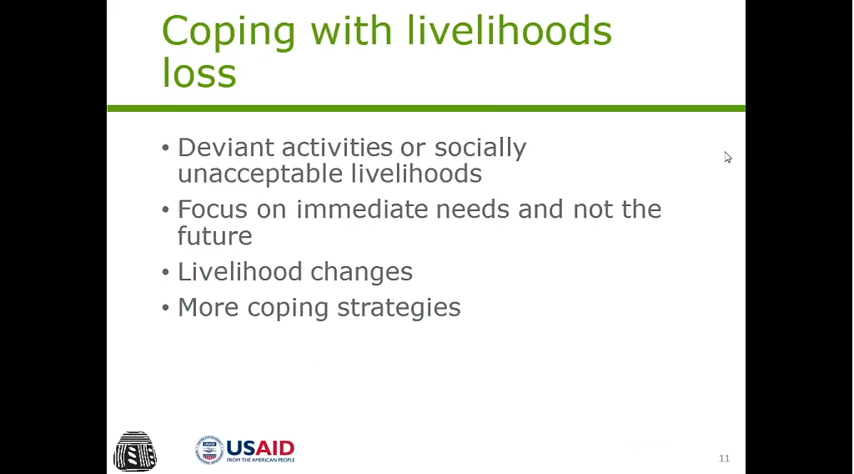 Coping with livelihoods
loss
• Deviant activities or socially
unacceptable livelihoods
• Focus on immediate needs and not the
future
• Livelihood changes
• More coping strategies
USAID
FROM THE AMERICAN PEOPLE
11